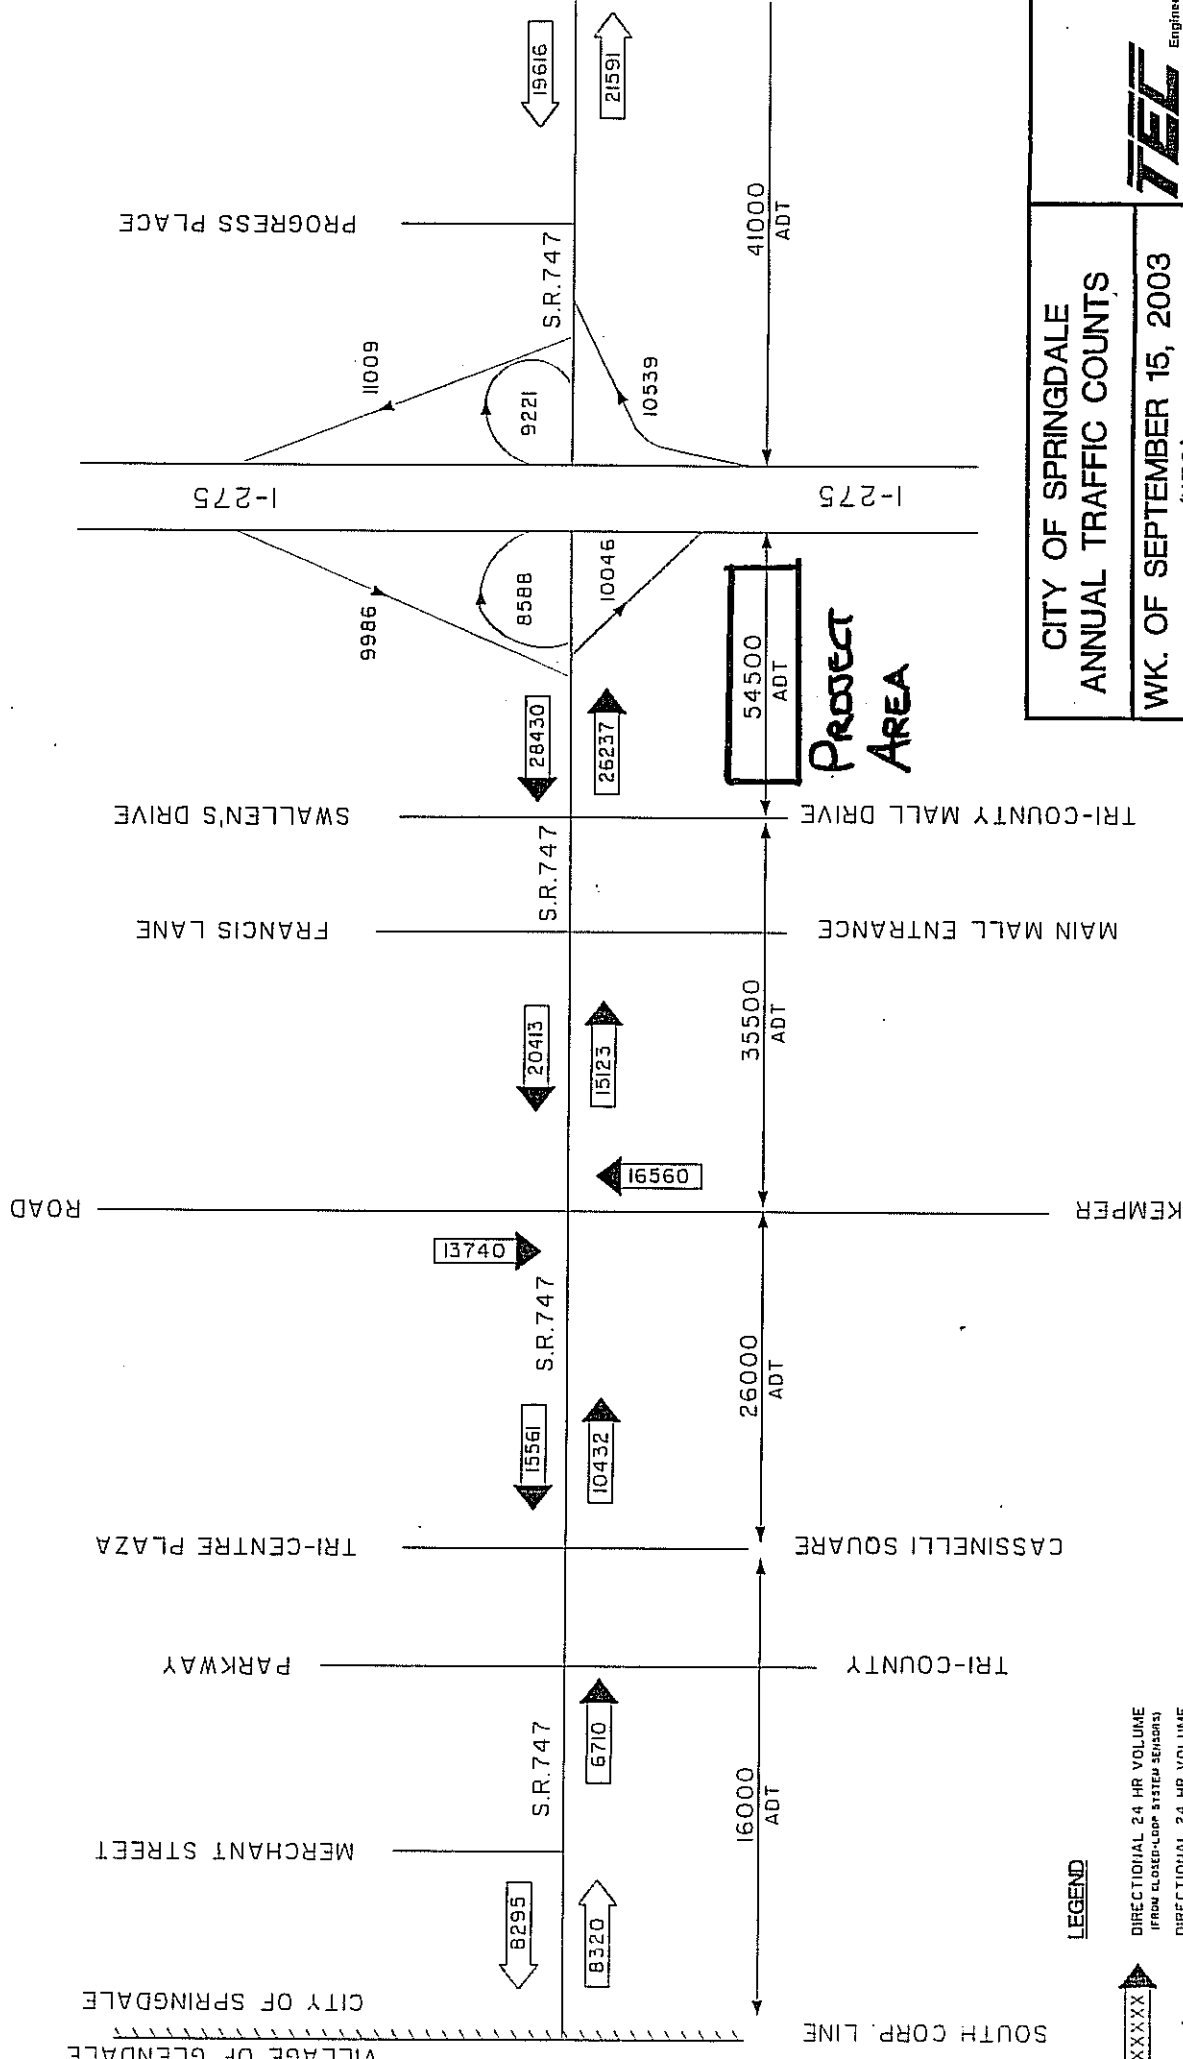 VILLAGE OF GLENDALE
CITY OF SPRINGDALE
SOUTH CORP. LINE
8295
8320
MERCHANT STREET
S.R.747
6710
16000
ADT
PARKWAY
TRI-COUNTY
TRI-CENTRE PLAZA
CASSINELLI SQUARE
15561
10432
26000
ADT
S.R.747
13740
ROAD
KEMPER
16560
20413
15123
35500
ADT
FRANCIS LANE
MAIN MALL ENTRANCE
S.R.747
SWALLEN'S DRIVE
TRI-COUNTY MALL DRIVE
28430
26237
54500
ADT
PROJECT
AREA
9986
8588
10046
I-275
I-275
9221
11009
10539
S.R.747
PROGRESS PLACE
41000
ADT
19616
21591
LEGEND
XXXXX
DIRECTIONAL 24 HR VOLUME
(FROM CLOSED-LOOP SYSTEM SENSORS)
DIRECTIONAL 24 HR VOLUME
CITY OF SPRINGDALE
ANNUAL TRAFFIC COUNTS
WK. OF SEPTEMBER 15, 2003
TEC